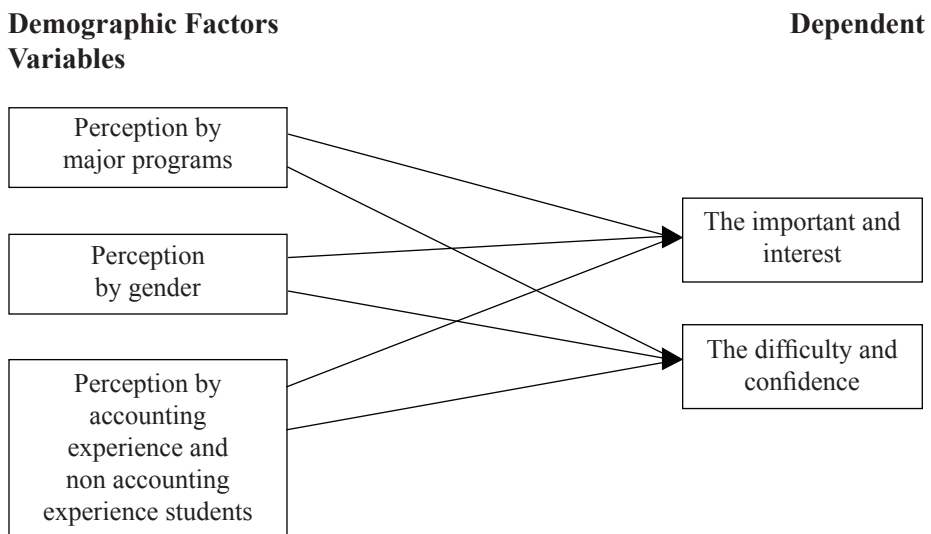 Demographic Factors
Variables
Dependent
Perception by
major programs
Perception
by gender
Perception by
accounting
experience and
non accounting
experience students
The important and
interest
The difficulty and
confidence